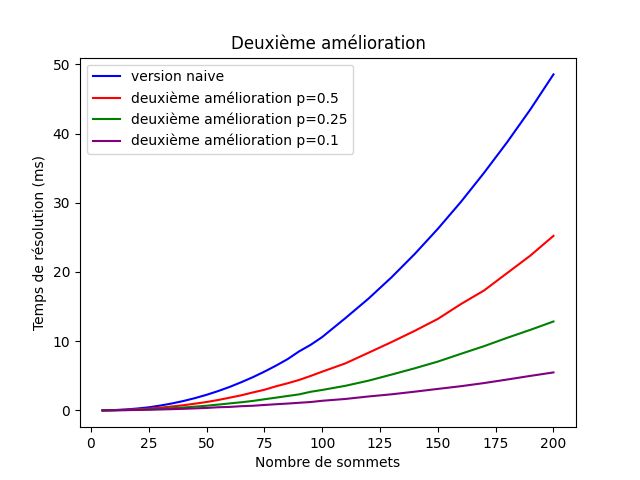 Deuxième amélioration
version naive
deuxième amélioration p=0.5
deuxième amélioration p=0.25
deuxième amélioration p=0.1
Temps de résolution (ms)
50
40
30
20
10
0
0 25 50 75 100 125 150 175 200
Nombre de sommets